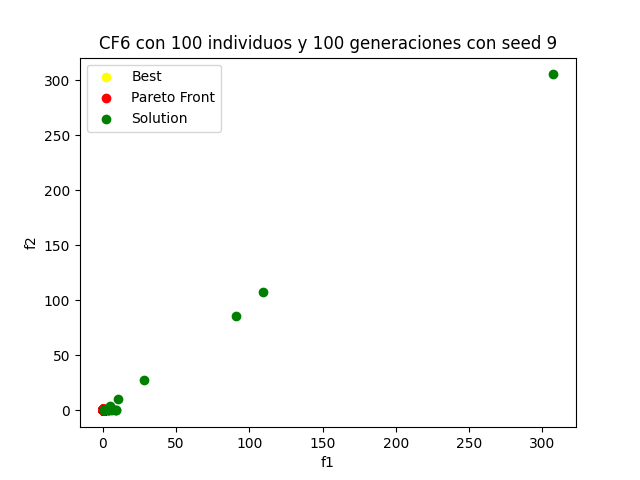 CF6 con 100 individuos y 100 generaciones con seed 9
Best
Pareto Front
Solution
300
250
200
150
100
50
0
f2
0 50 100 150 200 250 300
f1